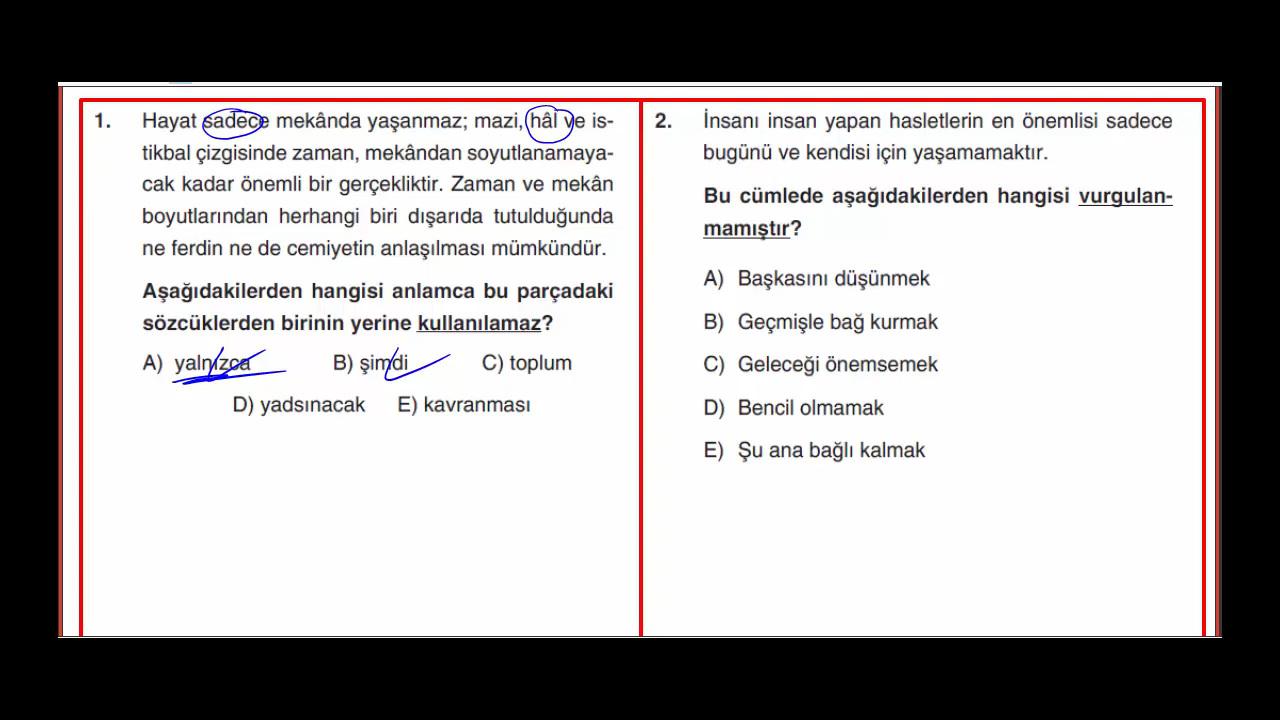 1. Hayat sadece mekânda yaşanmaz; mazi, hâl ve is-
tikbal çizgisinde zaman, mekândan soyutlanamaya-
cak kadar önemli bir gerçekliktir. Zaman ve mekân
boyutlarından herhangi biri dışarıda tutulduğunda
ne ferdin ne de cemiyetin anlaşılması mümkündür.
Aşağıdakilerden hangisi anlamca bu parçadaki
sözcüklerden birinin yerine kullanılamaz?
A) yalnızca B) şimdi C) toplum
D) yadsınacak E) kavranması
2. İnsanı insan yapan hasletlerin en önemlisi sadece
bugünü ve kendisi için yaşamamaktır.
Bu cümlede aşağıdakilerden hangisi vurgulan-
mamıştır?
A) Başkasını düşünmek
B) Geçmişle bağ kurmak
C) Geleceği önemsemek
D) Bencil olmamak
E) Şu ana bağlı kalmak